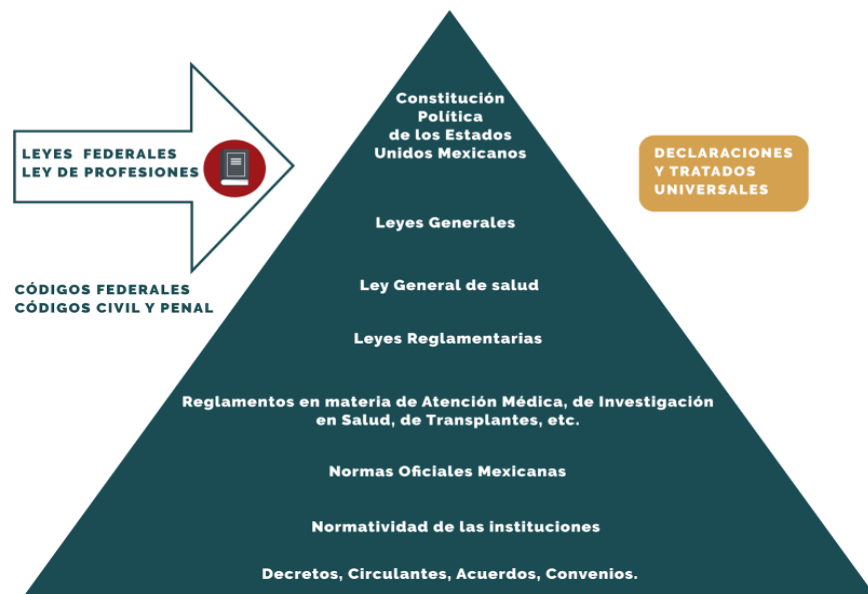 Constitución
Política
de los Estados
Unidos Mexicanos
LEYES FEDERALES
LEY DE PROFESIONES
DECLARACIONES
Y TRATADOS
UNIVERSALES
Leyes Generales
CÓDIGOS FEDERALES
CÓDIGOS CIVIL Y PENAL
Ley General de salud
Leyes Reglamentarias
Reglamentos en materia de Atención Médica, de Investigación
en Salud, de Transplantes, etc.
Normas Oficiales Mexicanas
Normatividad de las instituciones
Decretos, Circulantes, Acuerdos, Convenios.